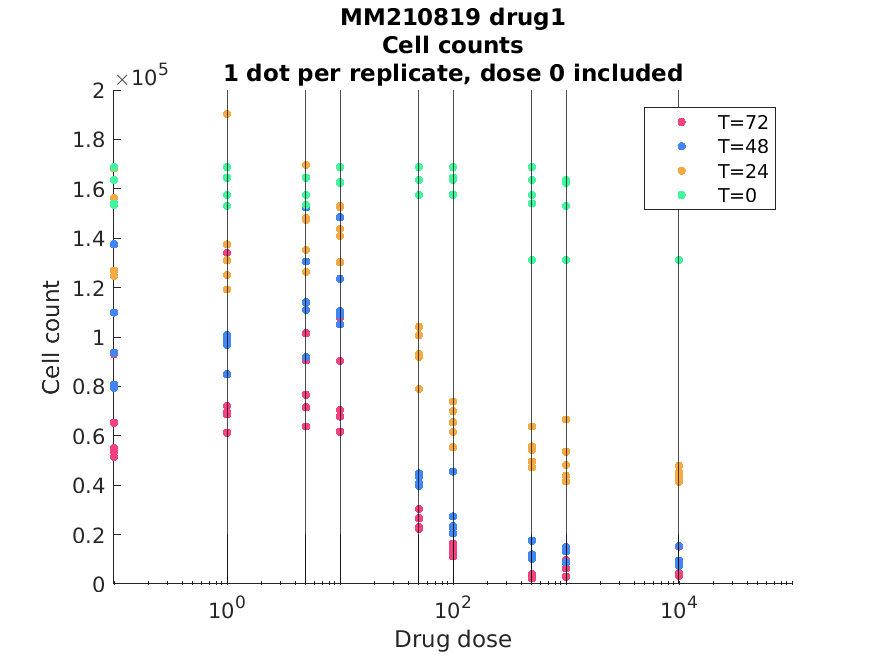 MM210819 drug1
Cell counts
1 dot per replicate, dose 0 included
×10^5
2
1.8
1.6
1.4
1.2
1
0.8
0.6
0.4
0.2
0
Cell count
T=72
T=48
T=24
T=0
10^0
10^2
10^4
Drug dose